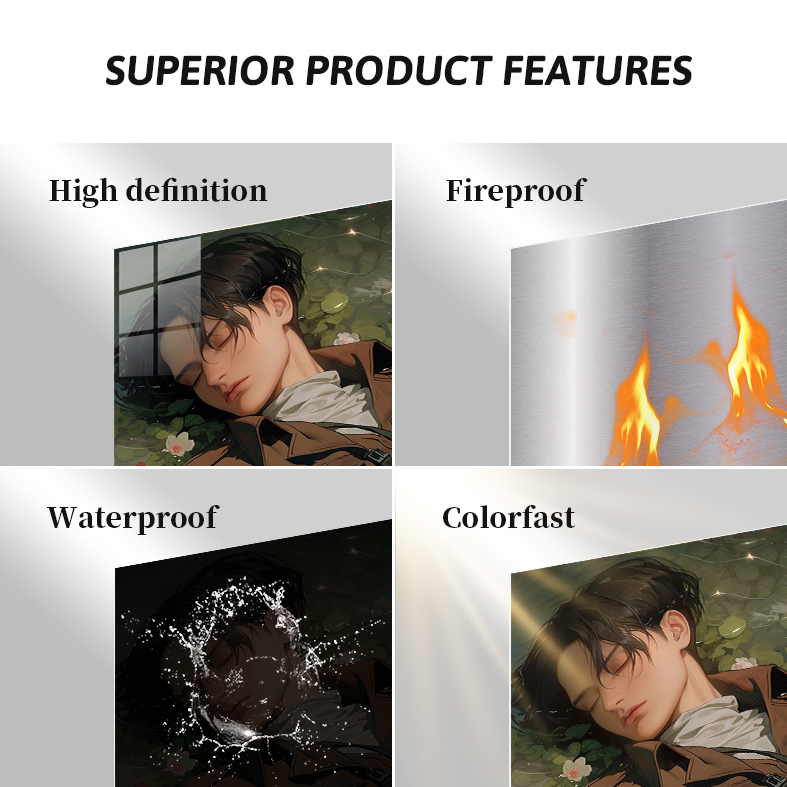 SUPERIOR PRODUCT FEATURES
High definition
Fireproof
Waterproof
Colorfast